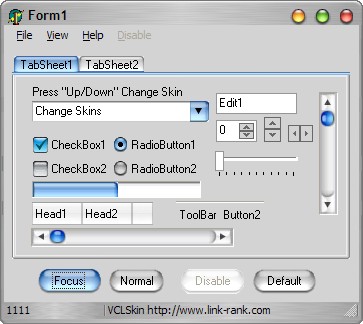 Form1
File View Help Disable
TabSheet1 TabSheet2
Press "Up/Down" Change Skin
Change Skins
Edit1
0
CheckBox1 RadioButton1
CheckBox2 RadioButton2
Head1 Head2
ToolBar Button2
Focus Normal Disable Default
1111 VCLSkin http://www.link-rank.com